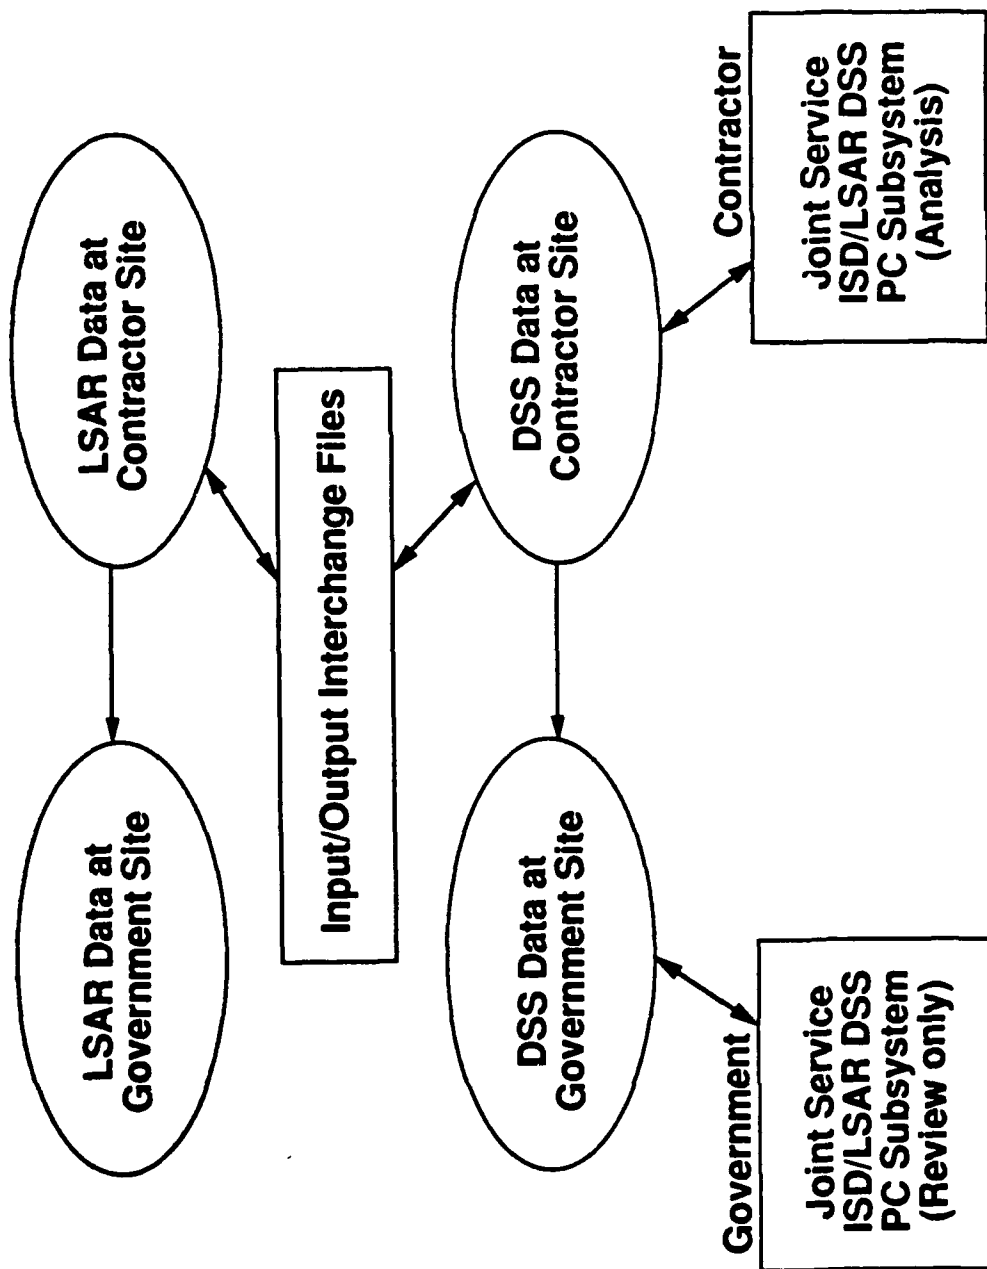 LSAR Data at
Government Site
LSAR Data at
Contractor Site
Input/Output Interchange Files
DSS Data at
Government Site
DSS Data at
Contractor Site
Government
Joint Service
ISD/LSAR DSS
PC Subsystem
(Review only)
Contractor
Joint Service
ISD/LSAR DSS
PC Subsystem
(Analysis)